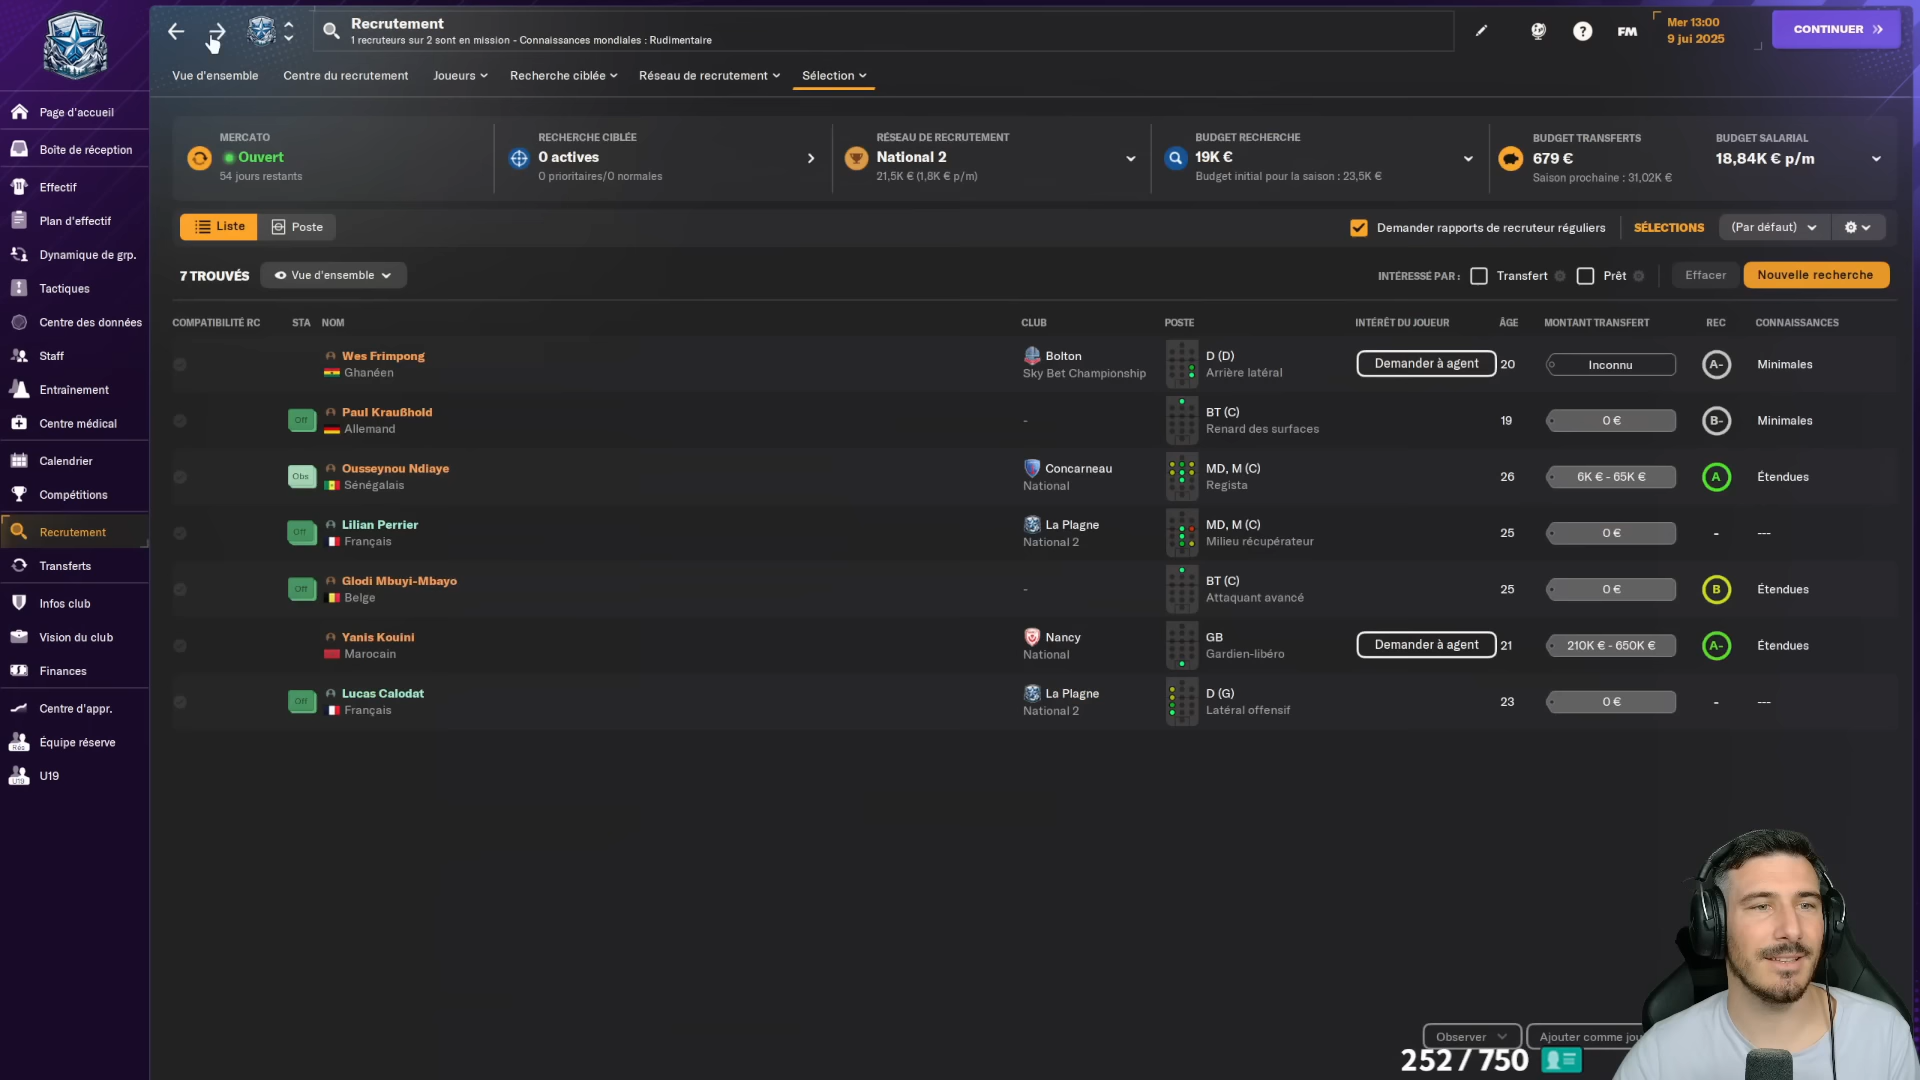 Recrutement
1 recruteurs sur 2 sont en mission - Connaissances mondiales : Rudimentaire
FM
Mer 13:00
9 jui 2025
CONTINUER
Vue d'ensemble
Centre du recrutement
Joueurs
Recherche ciblée
Réseau de recrutement
Sélection
Page d'accueil
Boîte de réception
Effectif
Plan d'effectif
Dynamique de grp.
Tactiques
Centre des données
Staff
Entraînement
Centre médical
Calendrier
Compétitions
Recrutement
Transferts
Infos club
Vision du club
Finances
Centre d'appr.
Équipe réserve
U19
MERCATO
Ouvert
54 jours restants
RECHERCHE CIBLÉE
0 actives
0 prioritaires/0 normales
RÉSEAU DE RECRUTEMENT
National 2
21,5K € (1,8K € p/m)
BUDGET RECHERCHE
19K €
Budget initial pour la saison : 23,5K €
BUDGET TRANSFERTS
679 €
Saison prochaine : 31,02K €
BUDGET SALARIAL
18,84K € p/m
Liste
Poste
Demander rapports de recruteur réguliers
SÉLECTIONS
(Par défaut)
7 TROUVÉS
Vue d'ensemble
INTÉRESSÉ PAR :
Transfert
Prêt
Effacer
Nouvelle recherche
COMPATIBILITÉ RC STA NOM CLUB POSTE INTÉRÊT DU JOUEUR ÂGE MONTANT TRANSFERT REC CONNAISSANCES
Wes Frimpong Bolton D (D) Demander à agent 20 Inconnu A- Minimales
Ghanéen Sky Bet Championship Arrière latéral
Off Paul Kraußhold - BT (C) 19 0 € B- Minimales
Allemand Renard des surfaces
Obs Ousseynou Ndiaye Concarneau MD, M (C) 26 6K € - 65K € A Étendues
Sénégalais National Regista
Off Lilian Perrier La Plagne MD, M (C) 25 0 € - ---
Français National 2 Milieu récupérateur
Off Glodi Mbuyi-Mbayo - BT (C) 25 0 € B Étendues
Belge Attaquant avancé
Yanis Kouini Nancy GB Demander à agent 21 210K € - 650K € A- Étendues
Marocain National Gardien-libéro
Off Lucas Calodat La Plagne D (G) 23 0 € - ---
Français National 2 Latéral offensif
Observer
Ajouter comme jou
252 / 750